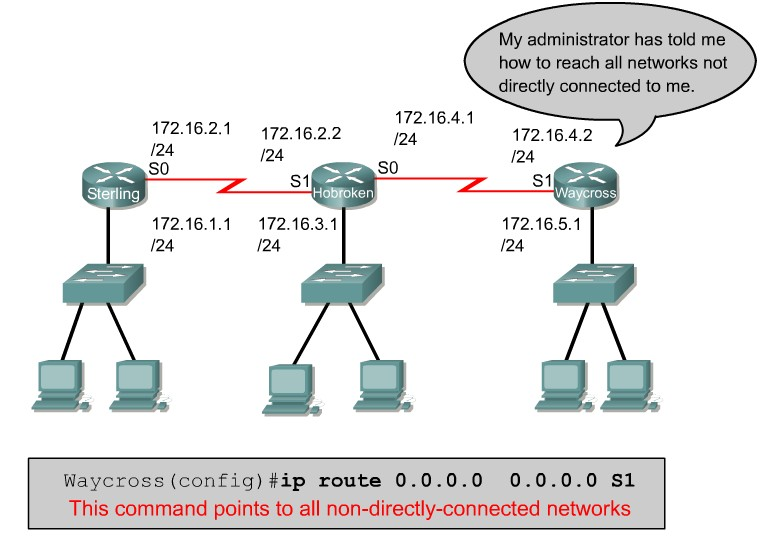 My administrator has told me
how to reach all networks not
directly connected to me.
172.16.2.1
/24
172.16.2.2
/24
172.16.4.1
/24
172.16.4.2
/24
S0
S1
S0
S1
Sterling
Hobroken
Waycross
172.16.1.1
/24
172.16.3.1
/24
172.16.5.1
/24
Waycross(config)#ip route 0.0.0.0 0.0.0.0 S1
This command points to all non-directly-connected networks